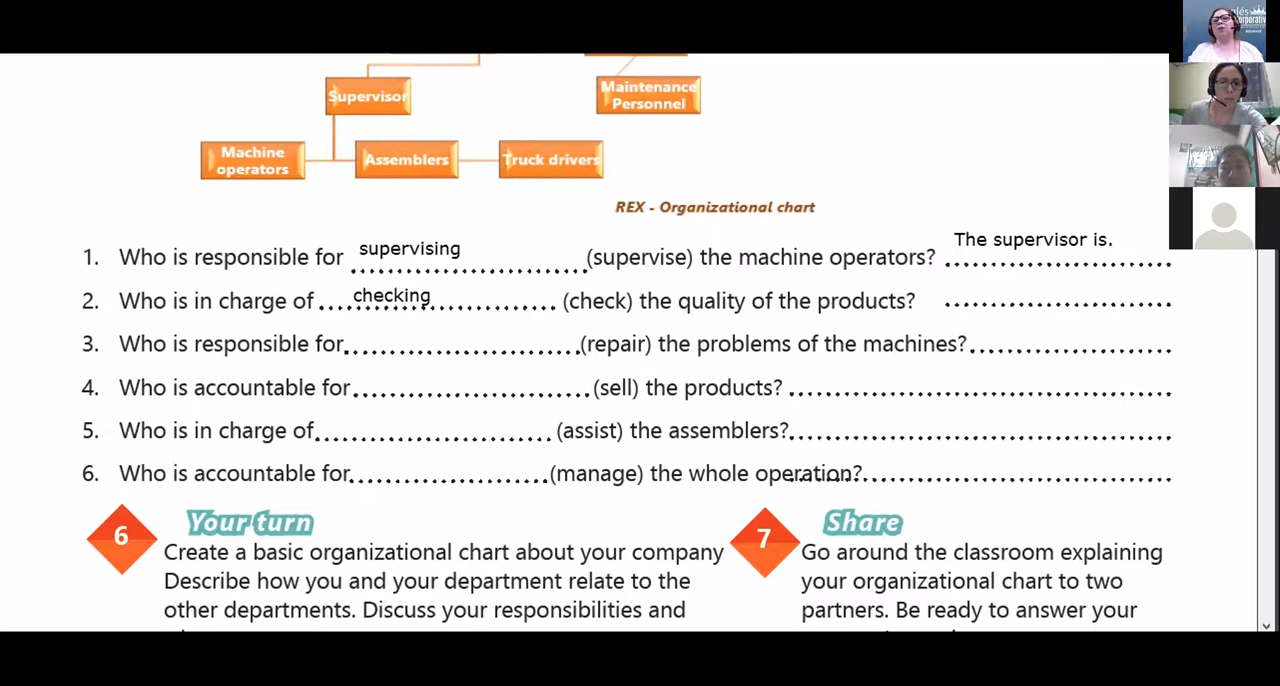 Supervisor
Maintenance
Personnel
Machine
operators
Assemblers
Truck drivers
REX - Organizational chart
1. Who is responsible for supervising (supervise) the machine operators? The supervisor is.
2. Who is in charge of checking (check) the quality of the products?
3. Who is responsible for (repair) the problems of the machines?
4. Who is accountable for (sell) the products?
5. Who is in charge of (assist) the assemblers?
6. Who is accountable for (manage) the whole operation?
6 Your turn
Create a basic organizational chart about your company
Describe how you and your department relate to the
other departments. Discuss your responsibilities and
7 Share
Go around the classroom explaining
your organizational chart to two
partners. Be ready to answer your